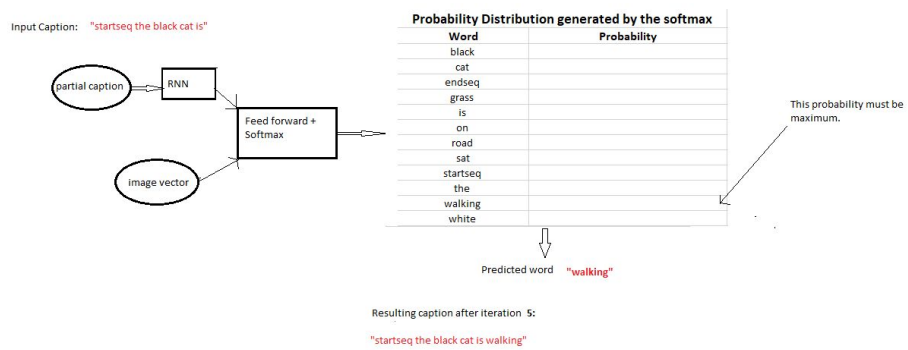 Input Caption: "startseq the black cat is"
partial caption
RNN
Feed forward +
Softmax
image vector
Probability Distribution generated by the softmax
Word Probability
black
cat
endseq
grass
is
on
road
sat
startseq
the
walking
white
This probability must be
maximum.
Predicted word "walking"
Resulting caption after iteration 5:
"startseq the black cat is walking"